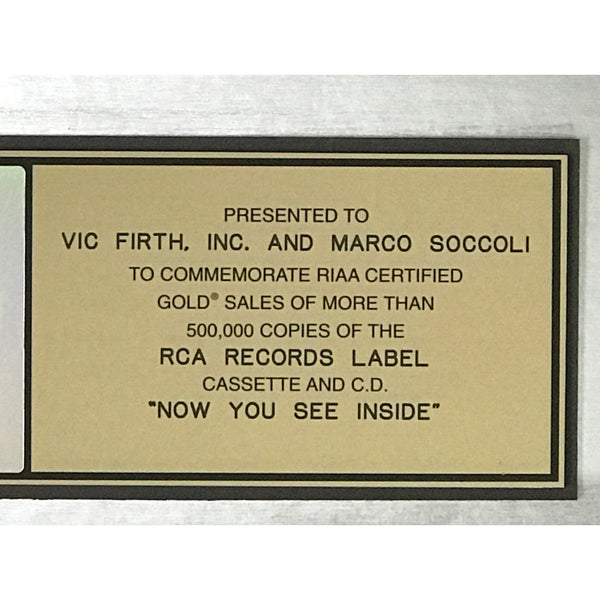 PRESENTED TO
VIC FIRTH, INC. AND MARCO SOCCOLI
TO COMMEMORATE RIAA CERTIFIED
GOLD® SALES OF MORE THAN
500,000 COPIES OF THE
RCA RECORDS LABEL
CASSETTE AND C.D.
"NOW YOU SEE INSIDE"